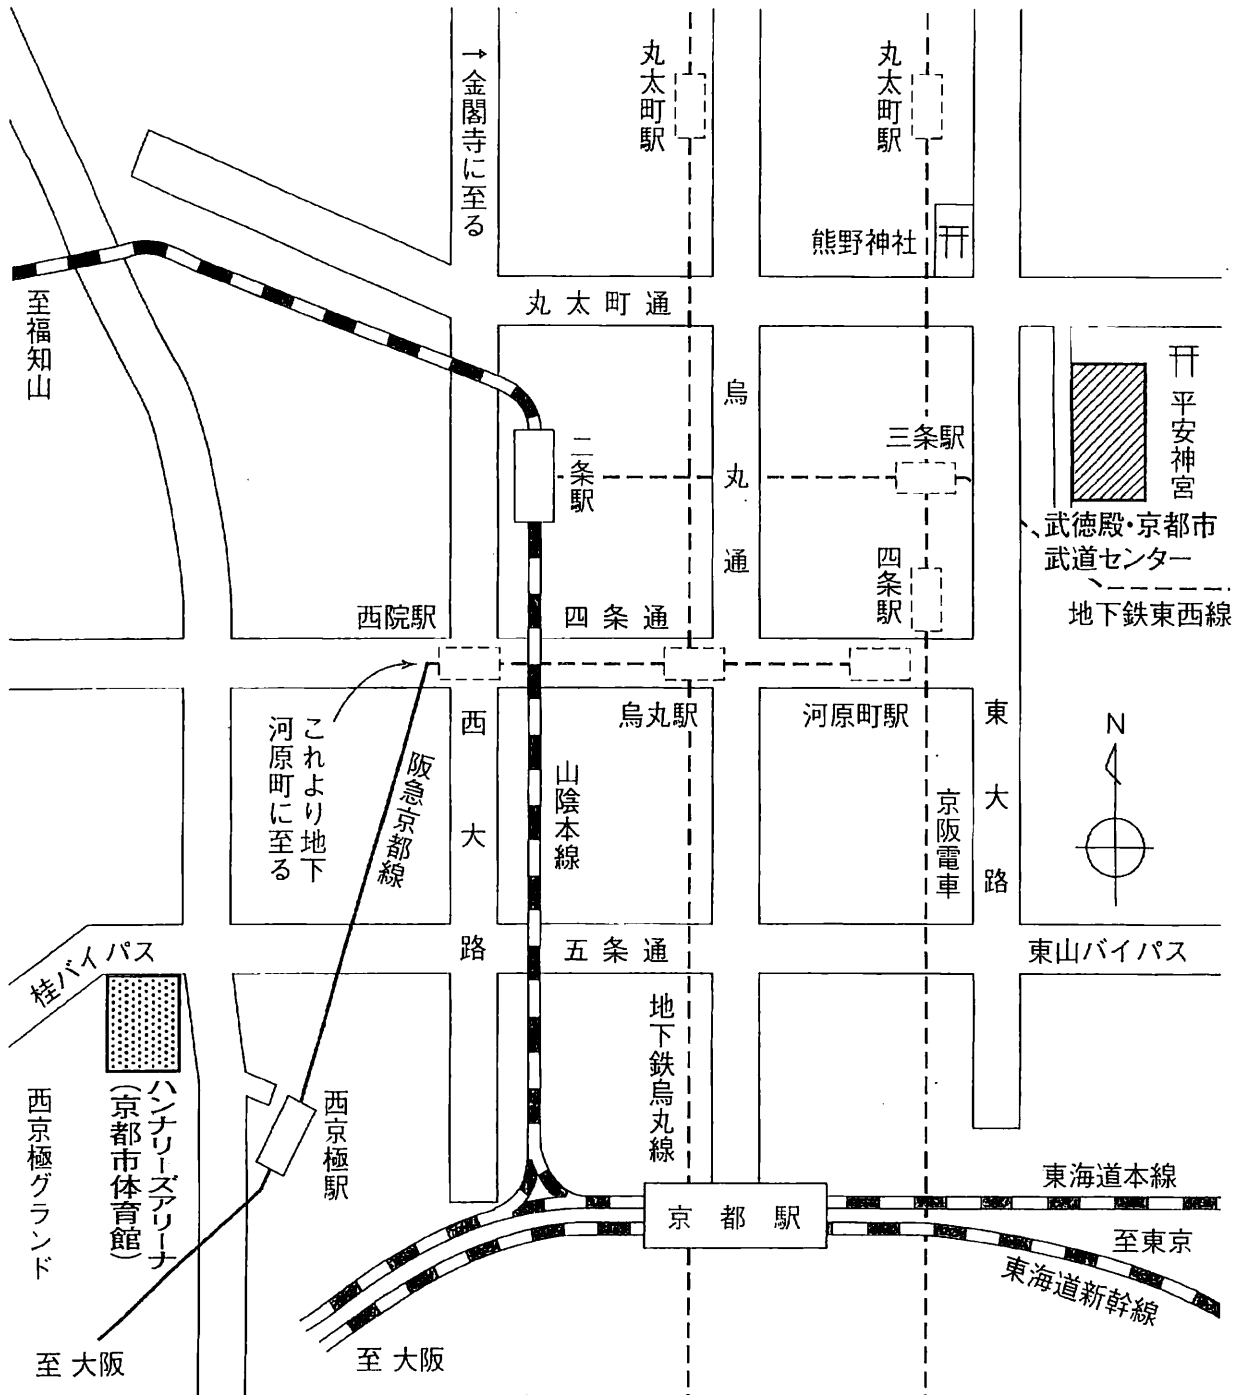 →金閣寺に至る
丸太町駅
丸太町駅
熊野神社
丸太町通
至福知山
烏丸通
平安神宮
三条駅
二条駅
武徳殿・京都市
武道センター
地下鉄東西線
四条駅
西院駅
四条通
烏丸駅
河原町駅
これより地下
河原町に至る
阪急京都線
西大路
山陰本線
京阪電車
東大路
N
桂バイパス
五条通
東山バイパス
地下鉄烏丸線
ハンナリーズアリーナ
(京都市体育館)
西京極グランド
西京極駅
京都駅
東海道本線
至東京
東海道新幹線
至 大阪
至 大阪